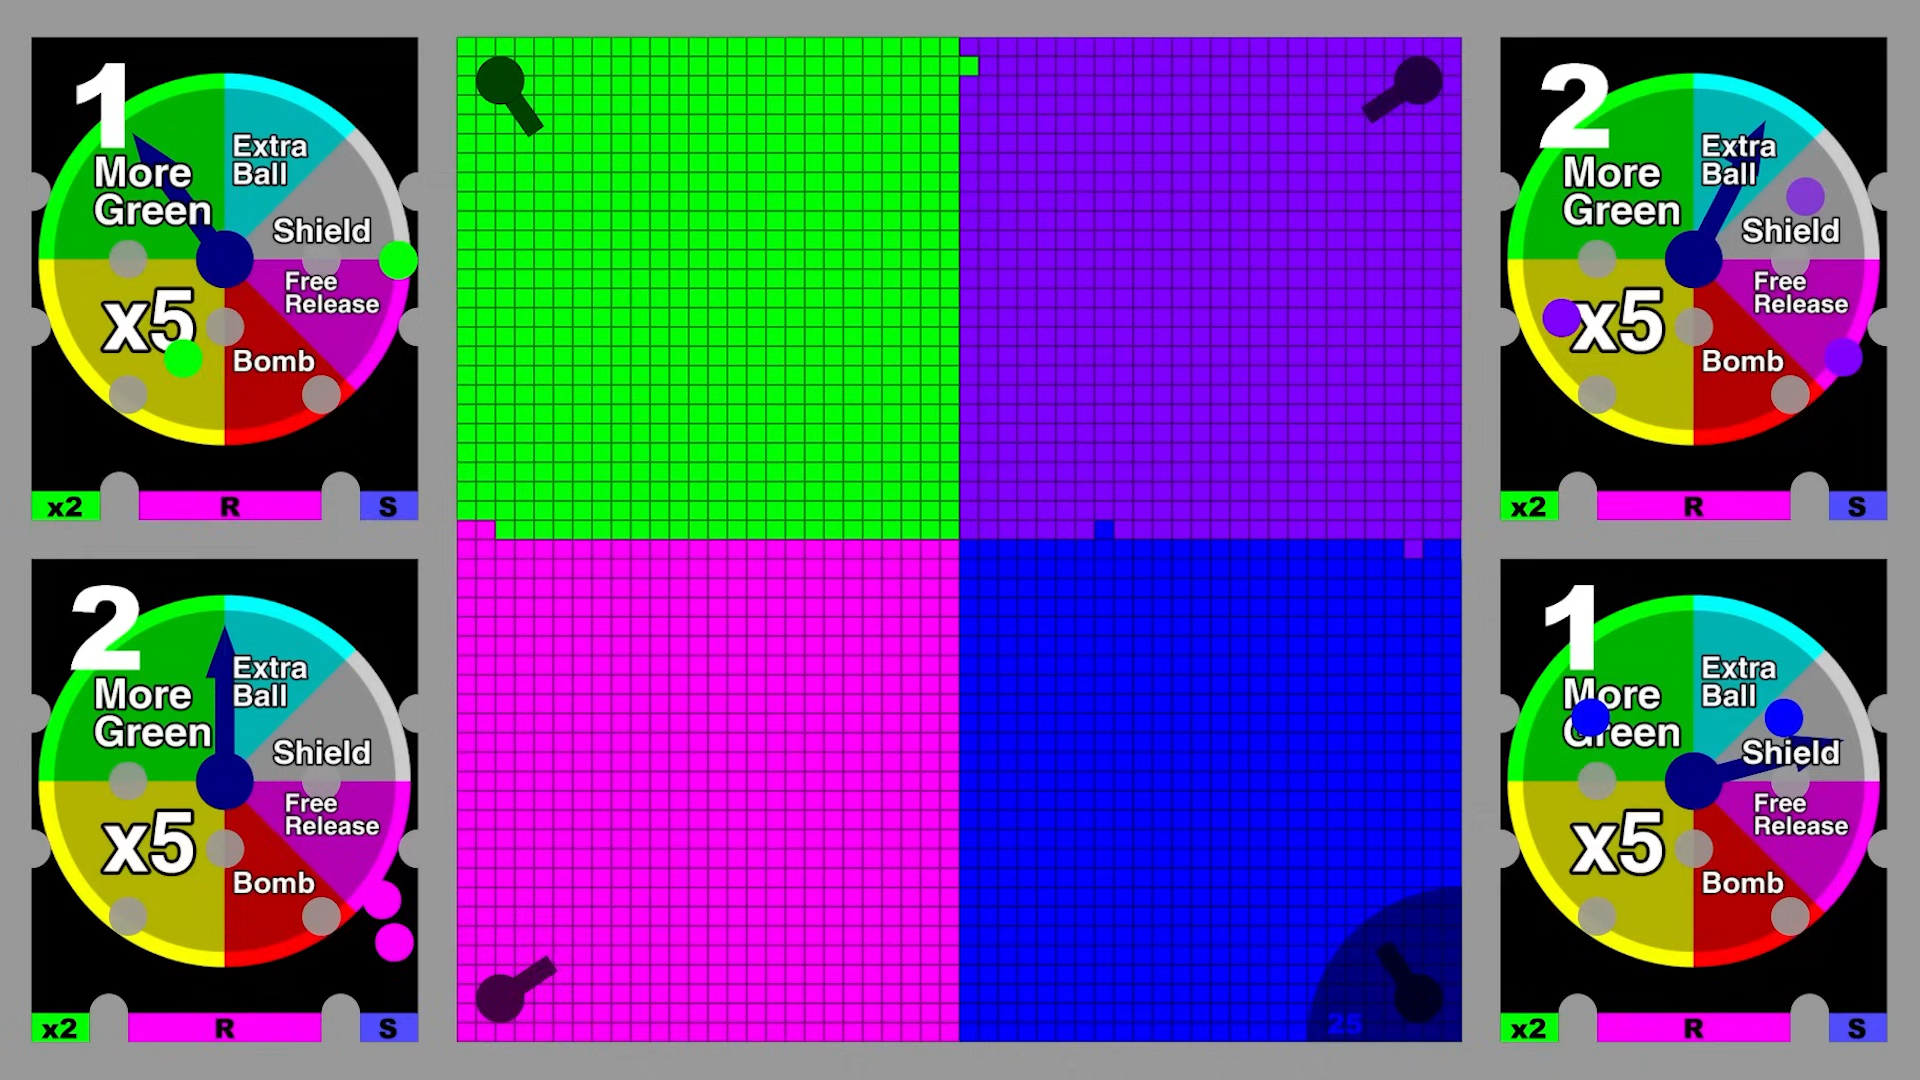 1
Extra
Ball
More
Green
Shield
Free
Release
x5
Bomb
x2
R
S
2
Extra
Ball
More
Green
Shield
Free
Release
x5
Bomb
x2
R
S
2
Extra
Ball
More
Green
Shield
Free
Release
x5
Bomb
x2
R
S
1
Extra
Ball
More
Green
Shield
Free
Release
x5
Bomb
x2
R
S
25